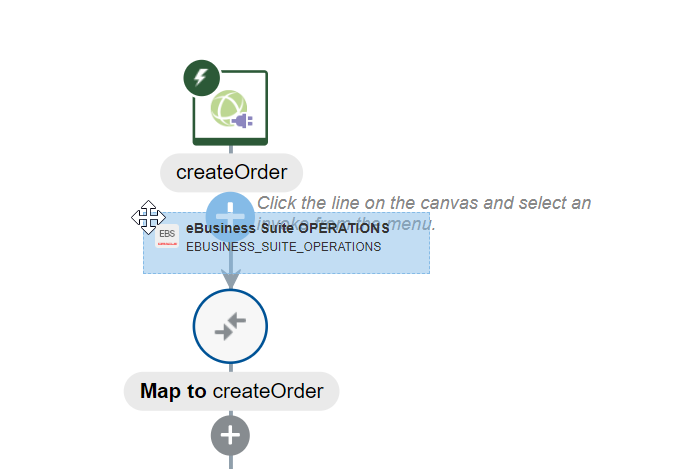 createOrder
Click the line on the canvas and select an
invoke from the menu.
eBusiness Suite OPERATIONS
EBS
ORACLE
EBUSINESS_SUITE_OPERATIONS
Map to createOrder